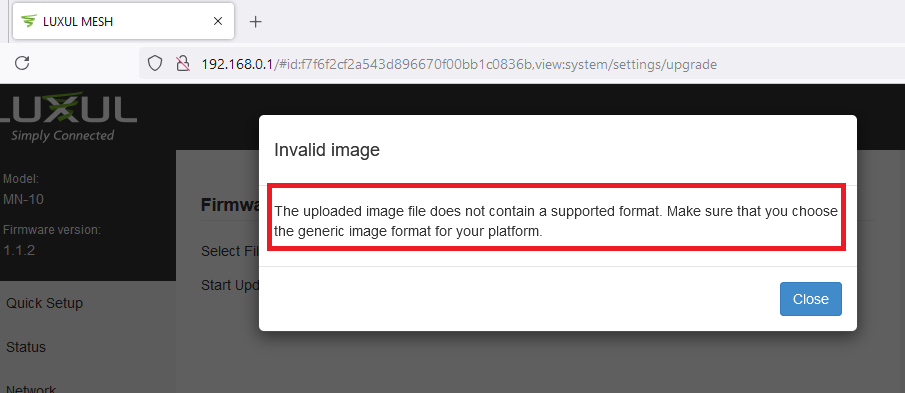 LUXUL MESH
192.168.0.1/#id:f7f6f2cf2a543d896670f00bb1c0836b,view:system/settings/upgrade
LUXUL
Simply Connected
Model:
MN-10
Firmware version:
1.1.2
Quick Setup
Status
Network
Firmwa
Select Fil
Start Upd
Invalid image
The uploaded image file does not contain a supported format. Make sure that you choose
the generic image format for your platform.
Close